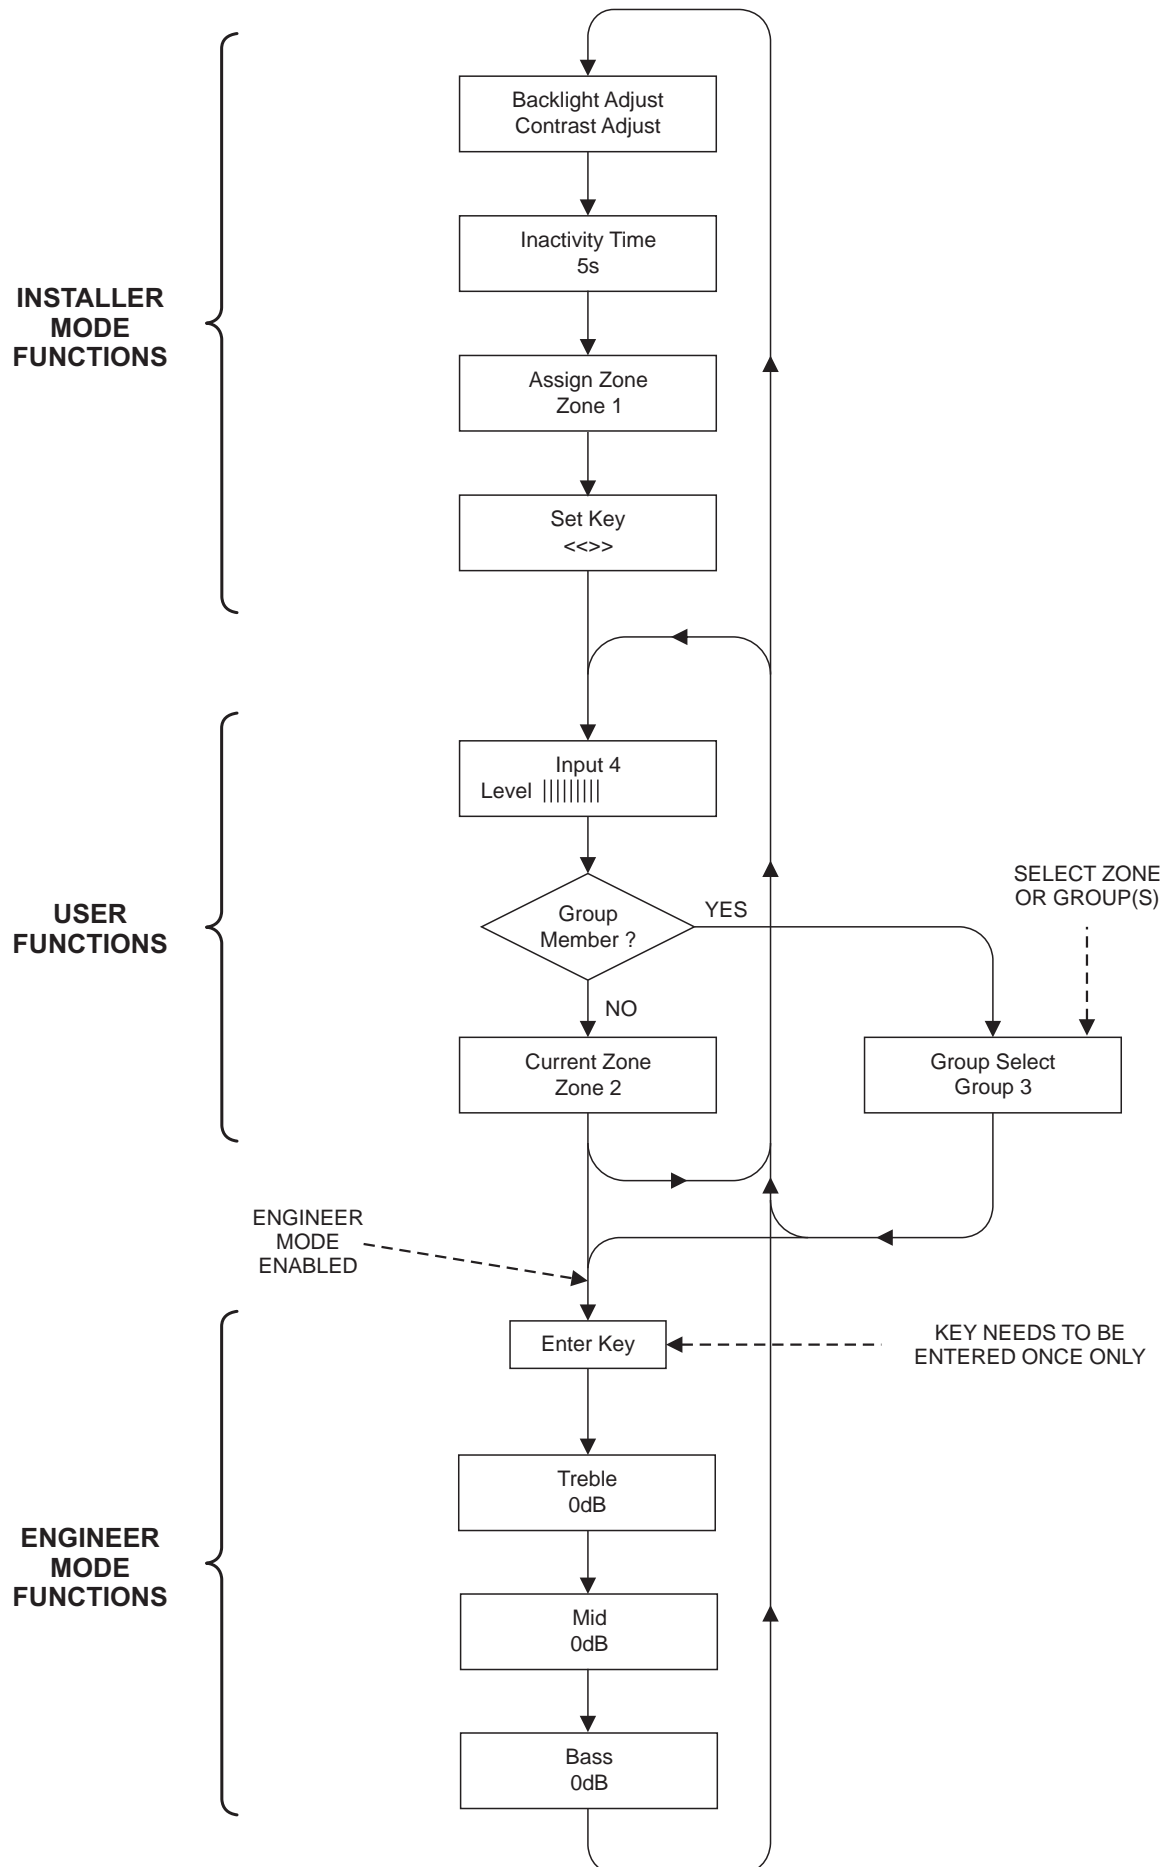 Backlight Adjust
Contrast Adjust
Inactivity Time
5s
INSTALLER
MODE
FUNCTIONS
Assign Zone
Zone 1
Set Key
<<>>
Input 4
Level |||||||||
USER
FUNCTIONS
Group
Member ?
YES
NO
SELECT ZONE
OR GROUP(S)
Current Zone
Zone 2
Group Select
Group 3
ENGINEER
MODE
ENABLED
Enter Key
KEY NEEDS TO BE
ENTERED ONCE ONLY
Treble
0dB
ENGINEER
MODE
FUNCTIONS
Mid
0dB
Bass
0dB